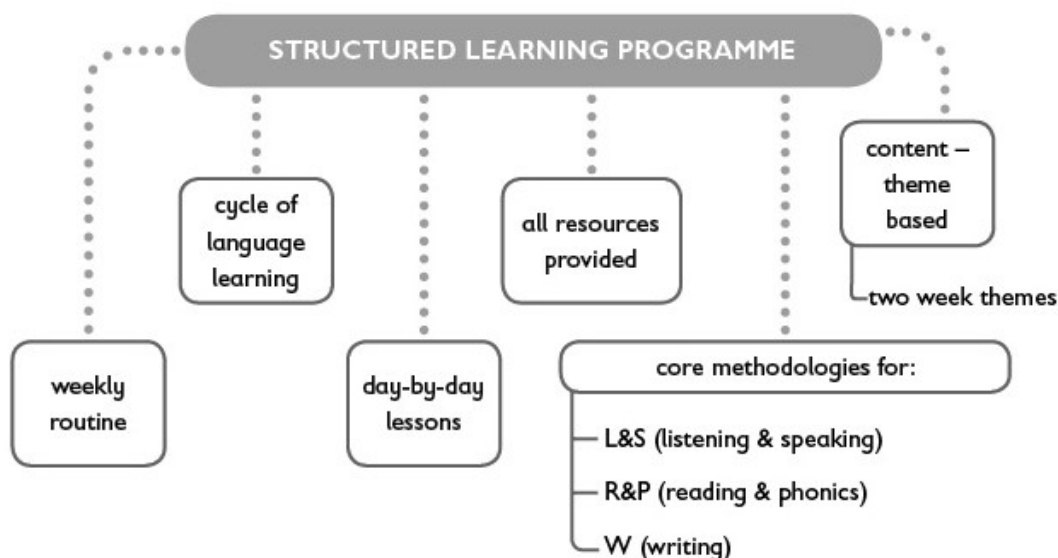 STRUCTURED LEARNING PROGRAMME
weekly
routine
cycle of
language
learning
day-by-day
lessons
all resources
provided
core methodologies for:
L&S (listening & speaking)
R&P (reading & phonics)
W (writing)
content –
theme
based
two week themes